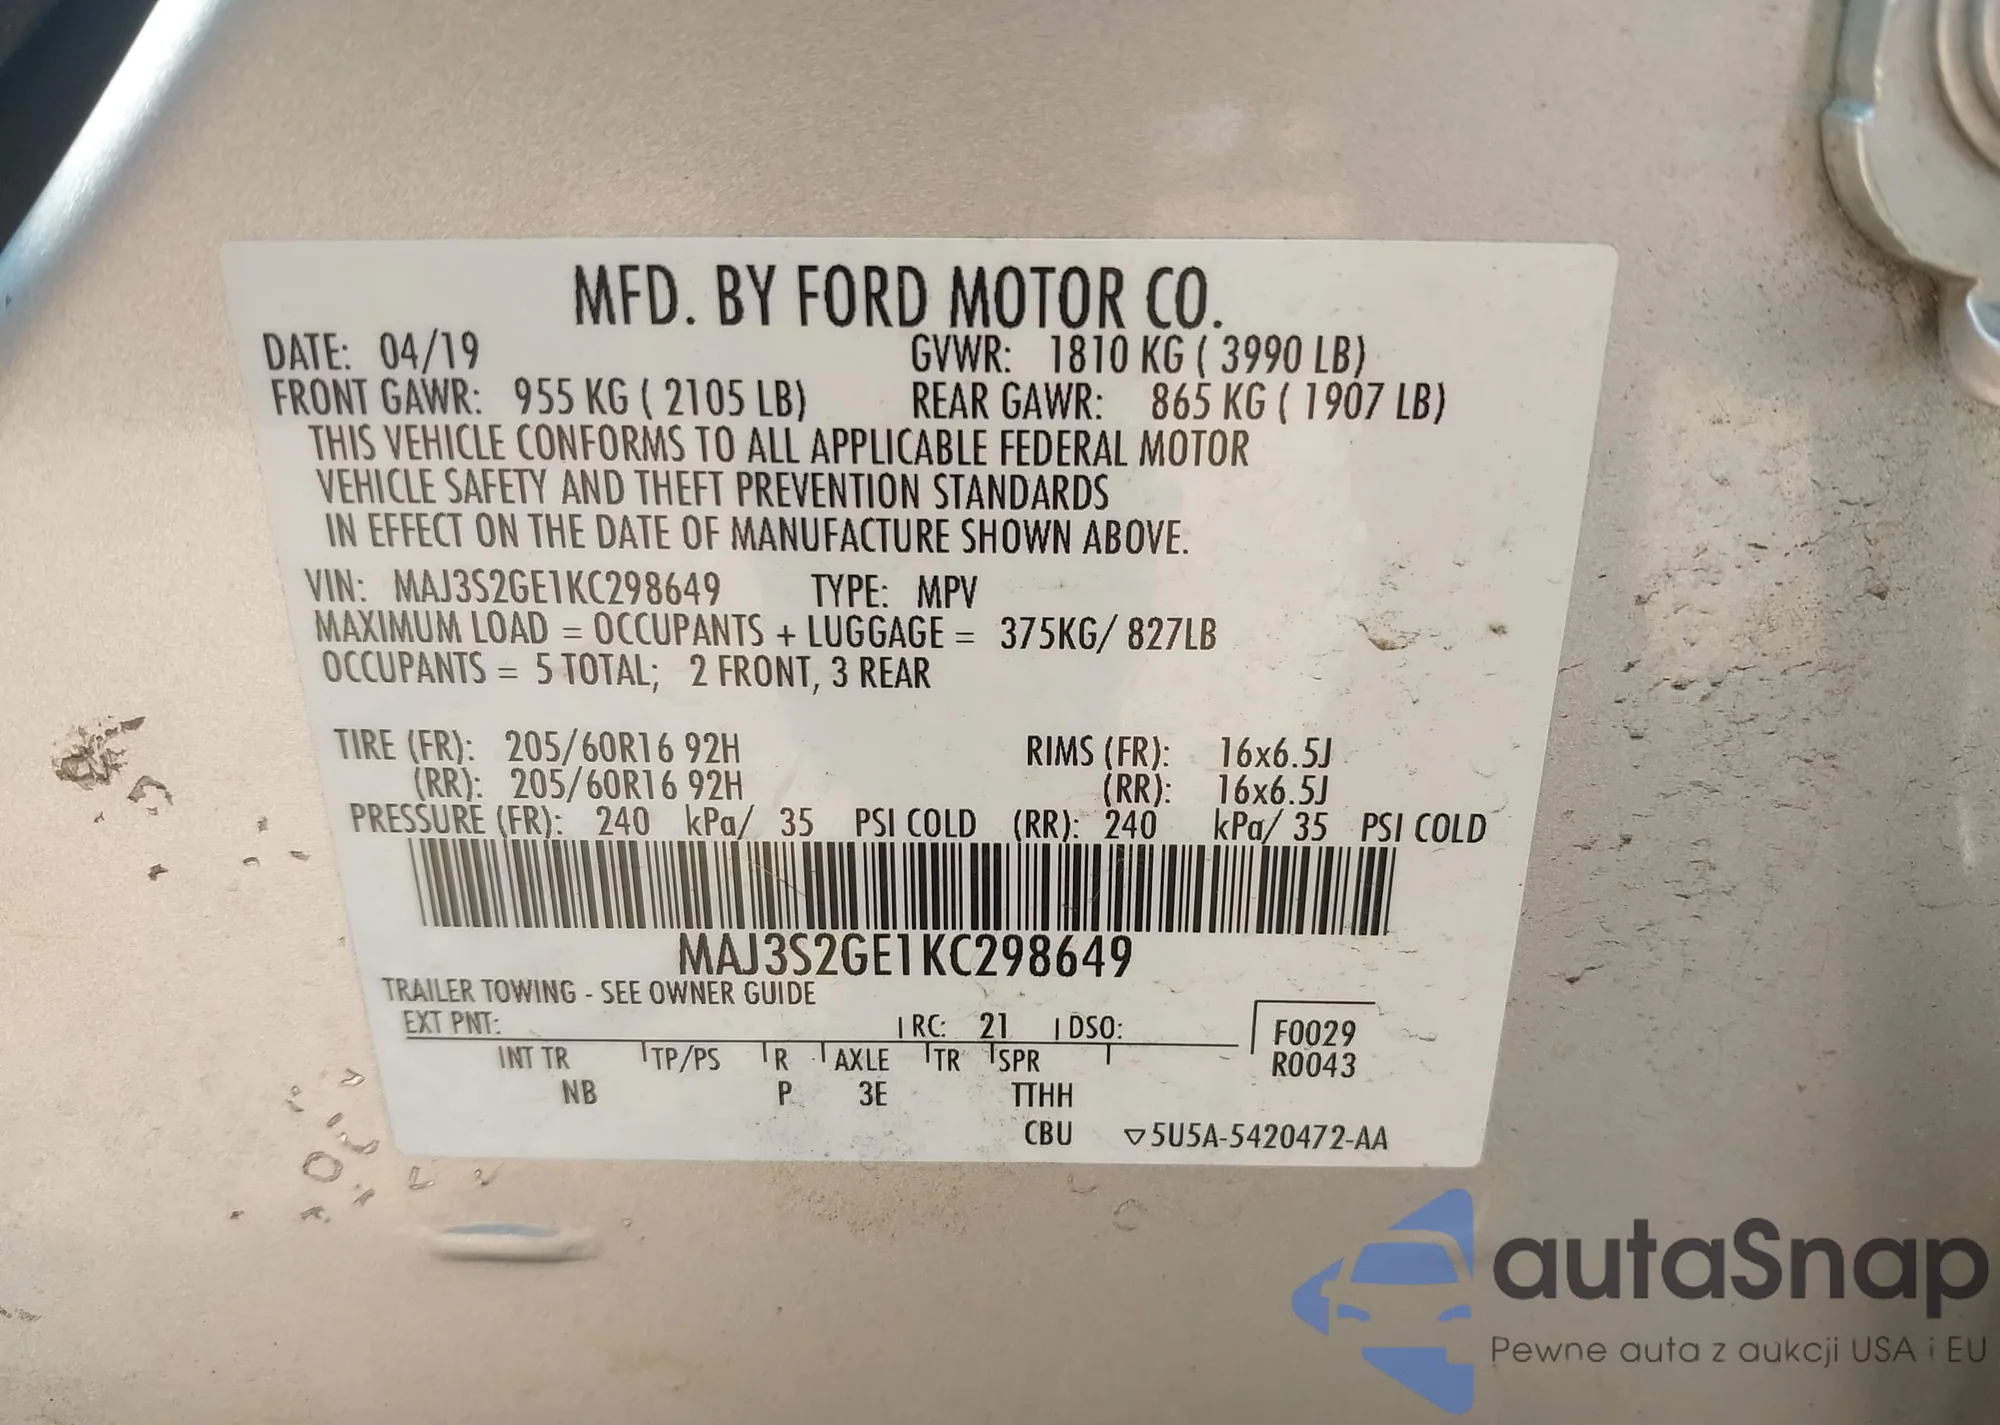 MFD. BY FORD MOTOR CO.
DATE: 04/19 GVWR: 1810 KG ( 3990 LB)
FRONT GAWR: 955 KG ( 2105 LB) REAR GAWR: 865 KG ( 1907 LB)
THIS VEHICLE CONFORMS TO ALL APPLICABLE FEDERAL MOTOR
VEHICLE SAFETY AND THEFT PREVENTION STANDARDS
IN EFFECT ON THE DATE OF MANUFACTURE SHOWN ABOVE.
VIN: MAJ3S2GE1KC298649 TYPE: MPV
MAXIMUM LOAD = OCCUPANTS + LUGGAGE = 375KG/ 827LB
OCCUPANTS = 5 TOTAL; 2 FRONT, 3 REAR
TIRE (FR): 205/60R16 92H RIMS (FR): 16x6.5J
(RR): 205/60R16 92H (RR): 16x6.5J
PRESSURE (FR): 240 kPa/ 35 PSI COLD (RR): 240 kPa/ 35 PSI COLD
MAJ3S2GE1KC298649
TRAILER TOWING - SEE OWNER GUIDE
EXT PNT: RC: 21 DSO: F0029
INT TR TP/PS R AXLE TR SPR R0043
NB P 3E TTHH
CBU ▽5U5A-5420472-AA
autaSnap
Pewne auta z aukcji USA i EU